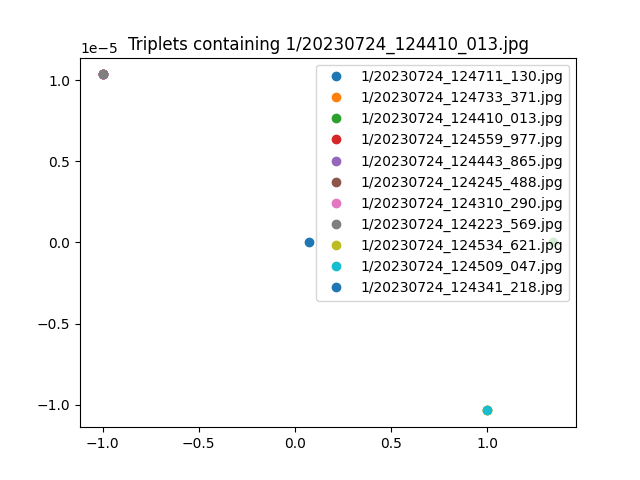 Triplets containing 1/20230724_124410_013.jpg
1e−5
1.0
0.5
0.0
−0.5
−1.0
−1.0
−0.5
0.0
0.5
1.0
1/20230724_124711_130.jpg
1/20230724_124733_371.jpg
1/20230724_124410_013.jpg
1/20230724_124559_977.jpg
1/20230724_124443_865.jpg
1/20230724_124245_488.jpg
1/20230724_124310_290.jpg
1/20230724_124223_569.jpg
1/20230724_124534_621.jpg
1/20230724_124509_047.jpg
1/20230724_124341_218.jpg